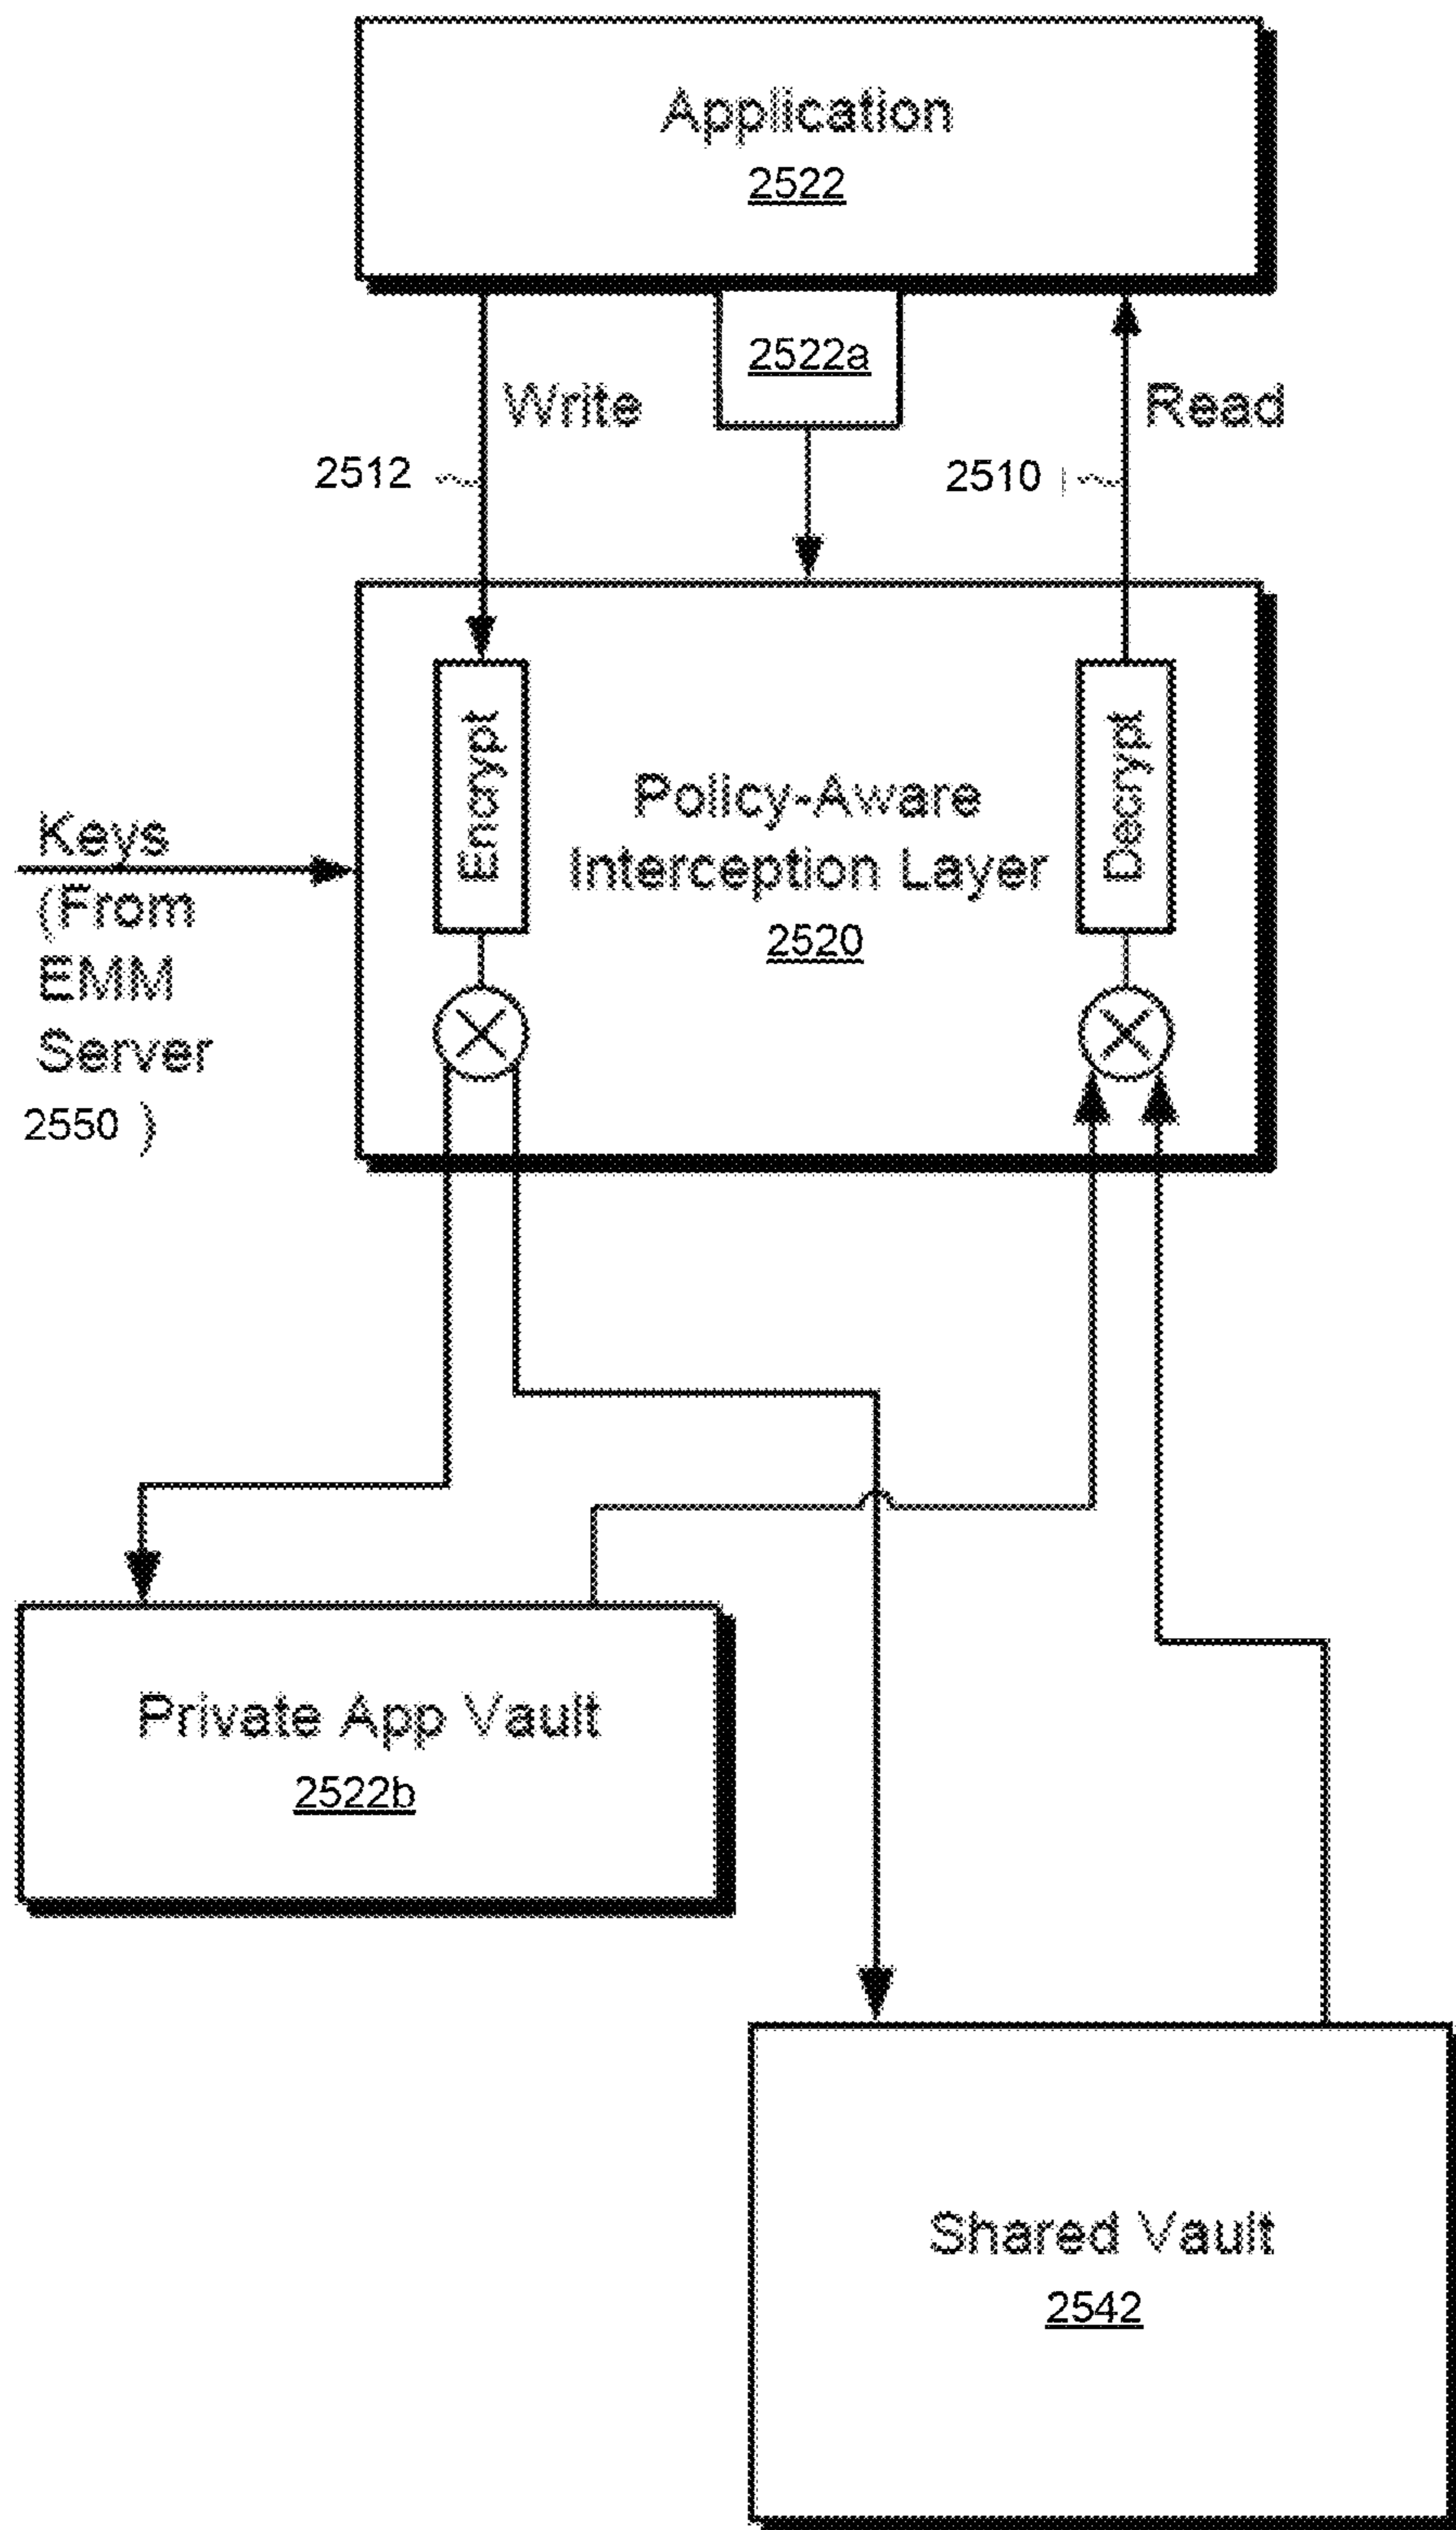 Application
2522
2522a
Write
Read
2512
2510
Encrypt
Decrypt
Policy-Aware
Interception Layer
2520
Keys
(From
EMM
Server
2550 )
Private App Vault
2522b
Shared Vault
2542